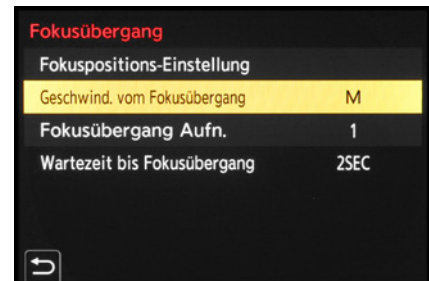 Fokusübergang
Fokuspositions-Einstellung
Geschwind. vom Fokusübergang M
Fokusübergang Aufn. 1
Wartezeit bis Fokusübergang 2SEC